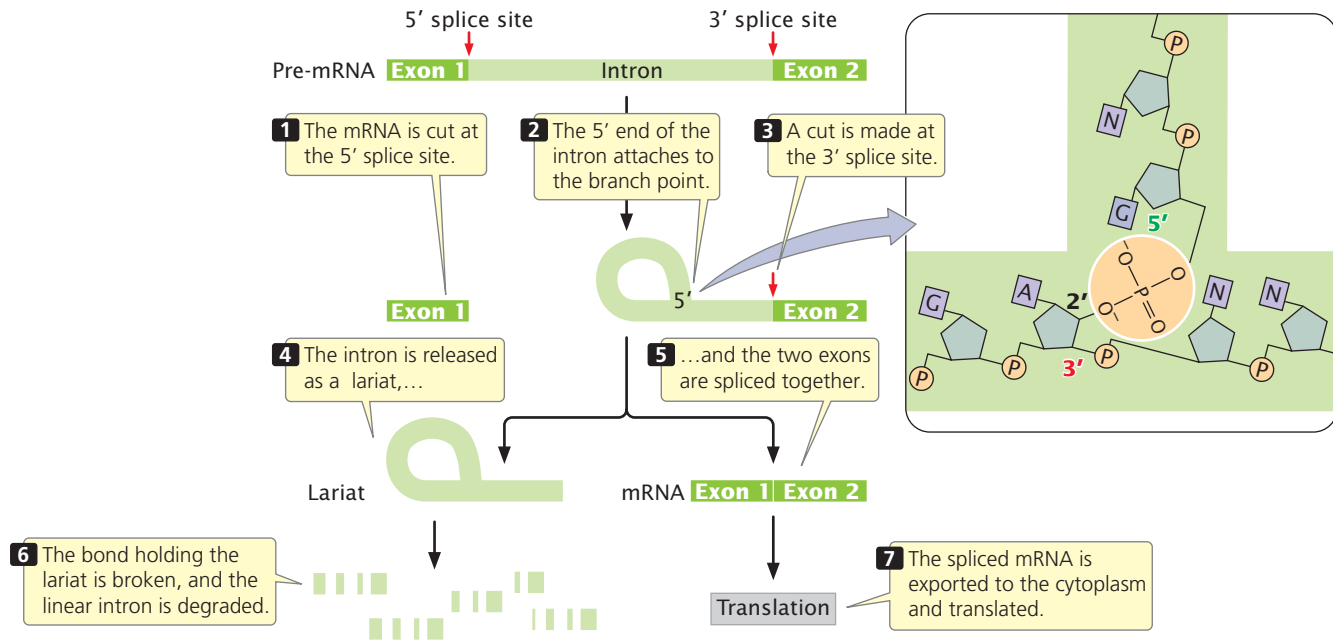 5′ splice site
3′ splice site
Pre-mRNA Exon 1 Intron Exon 2
1 The mRNA is cut at
the 5′ splice site.
2 The 5′ end of the
intron attaches to
the branch point.
3 A cut is made at
the 3′ splice site.
Exon 1
5′
Exon 2
4 The intron is released
as a lariat,…
5 …and the two exons
are spliced together.
Lariat
mRNA Exon 1 Exon 2
6 The bond holding the
lariat is broken, and the
linear intron is degraded.
Translation
7 The spliced mRNA is
exported to the cytoplasm
and translated.
P
N
P
G
5′
O−
O
P
O−
O
G
A
2′
N
N
P
P
3′
P
P